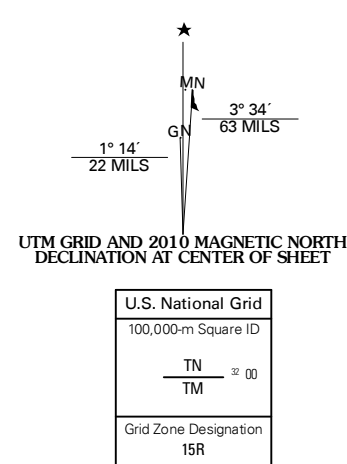 ★
MN
3° 34´
63 MILS
GN
1° 14´
22 MILS
UTM GRID AND 2010 MAGNETIC NORTH
DECLINATION AT CENTER OF SHEET
U.S. National Grid
100,000-m Square ID
TN
32 00
TM
Grid Zone Designation
15R